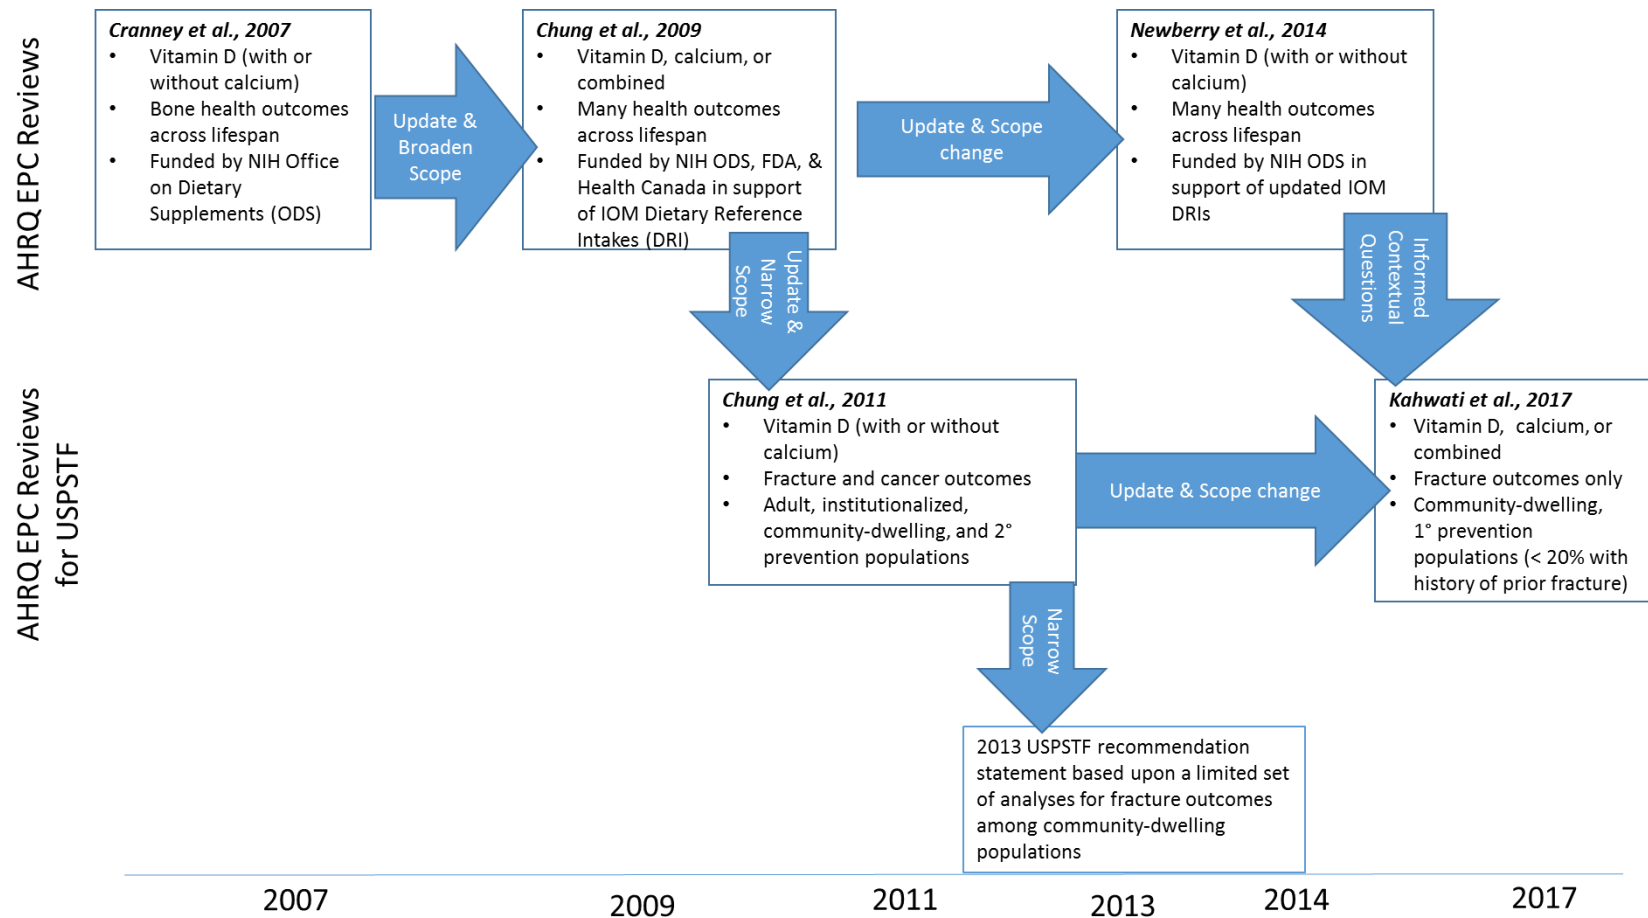 AHRQ EPC Reviews
Cranney et al., 2007
• Vitamin D (with or
without calcium)
• Bone health outcomes
across lifespan
• Funded by NIH Office
on Dietary
Supplements (ODS)
Update &
Broaden
Scope
Chung et al., 2009
• Vitamin D, calcium, or
combined
• Many health outcomes
across lifespan
• Funded by NIH ODS, FDA, &
Health Canada in support
of IOM Dietary Reference
Intakes (DRI)
Update & Scope
change
Newberry et al., 2014
• Vitamin D (with or without
calcium)
• Many health outcomes
across lifespan
• Funded by NIH ODS in
support of updated IOM
DRIs
Update &
Narrow
Scope
Informed
Contextual
Questions
AHRQ EPC Reviews
for USPSTF
Chung et al., 2011
• Vitamin D (with or without
calcium)
• Fracture and cancer outcomes
• Adult, institutionalized,
community-dwelling, and 2°
prevention populations
Update & Scope change
Kahwati et al., 2017
• Vitamin D, calcium, or
combined
• Fracture outcomes only
• Community-dwelling,
1° prevention
populations (< 20% with
history of prior fracture)
Narrow
Scope
2013 USPSTF recommendation
statement based upon a limited set
of analyses for fracture outcomes
among community-dwelling
populations
2007
2009
2011
2013
2014
2017